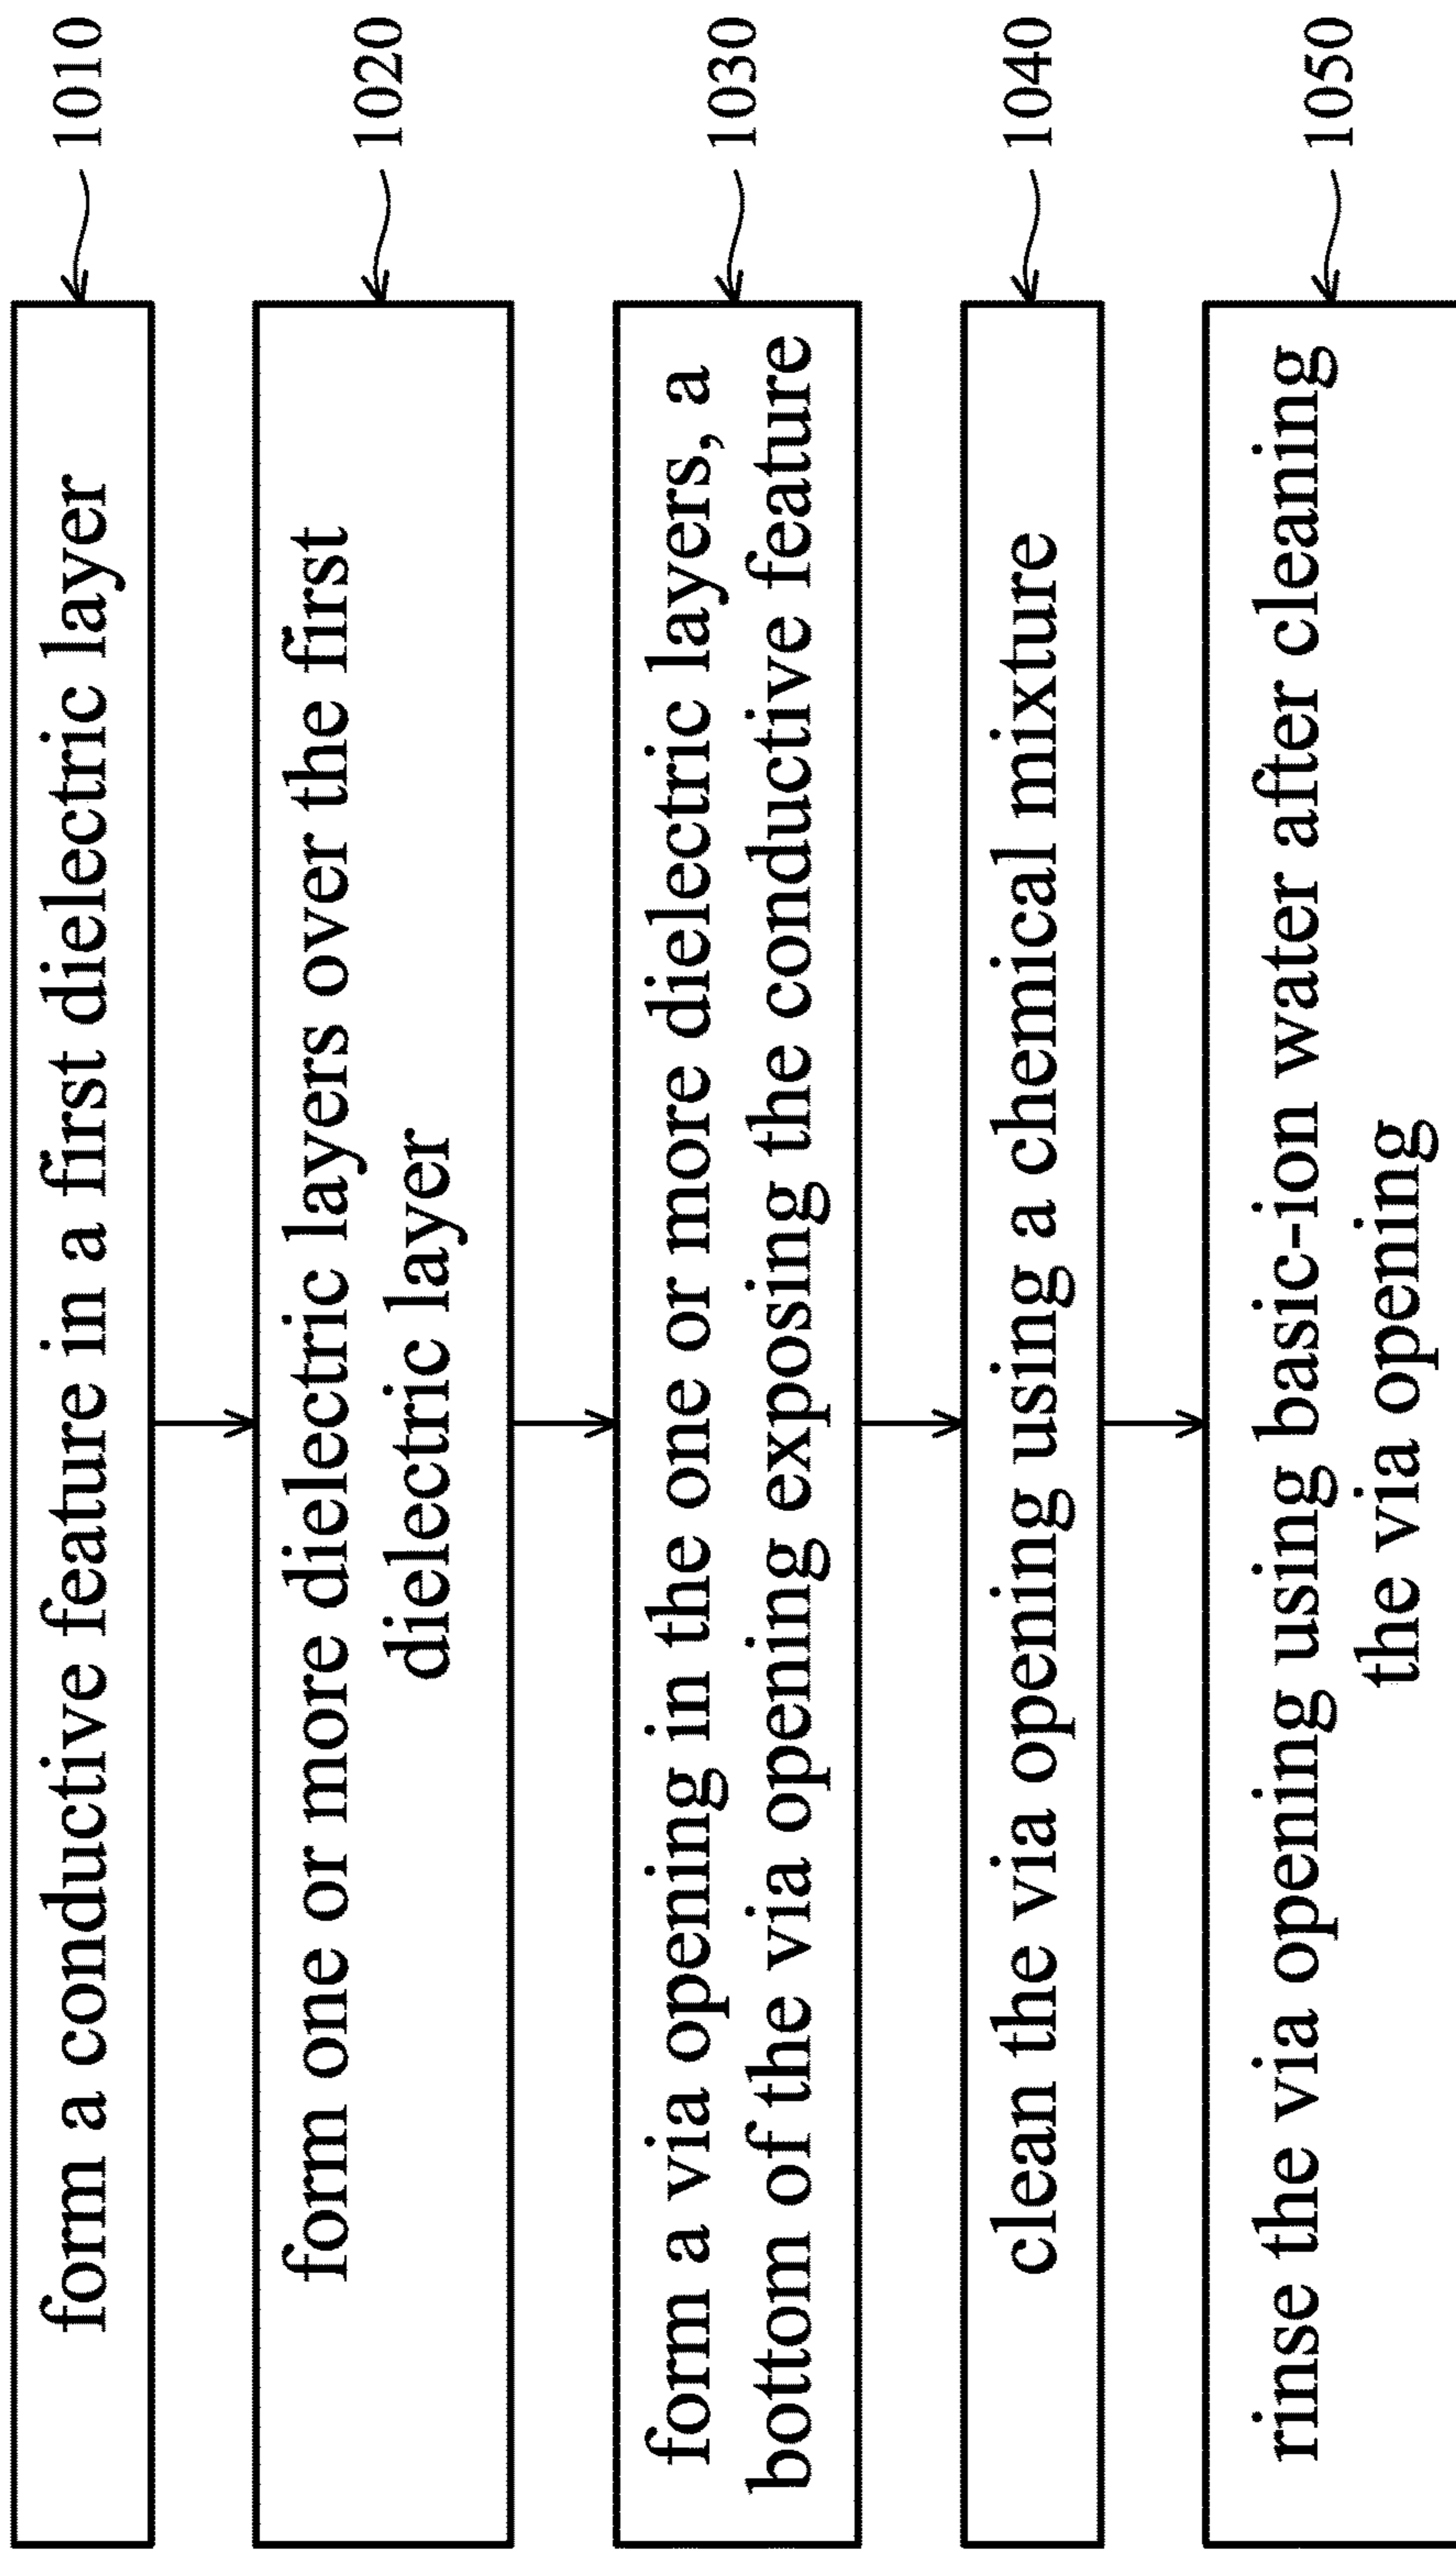 form a conductive feature in a first dielectric layer
1010
form one or more dielectric layers over the first
dielectric layer
1020
form a via opening in the one or more dielectric layers, a
bottom of the via opening exposing the conductive feature
1030
clean the via opening using a chemical mixture
1040
rinse the via opening using basic-ion water after cleaning
the via opening
1050